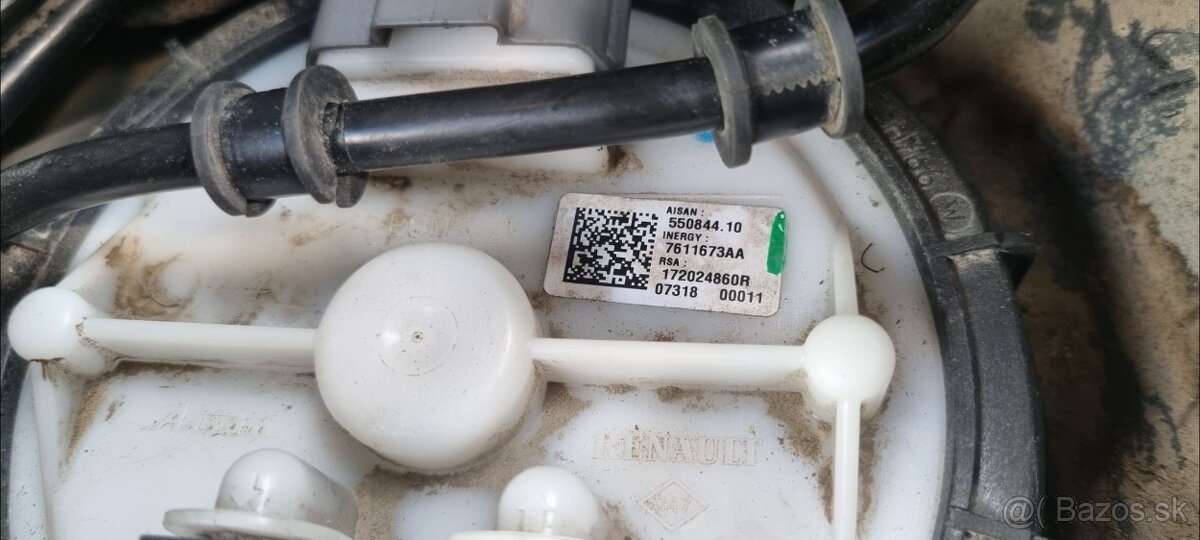 AISAN :
550844.10
INERGY :
7611673AA
RSA :
172024860R
07318 00011
RENAULT
@( Bazos.sk